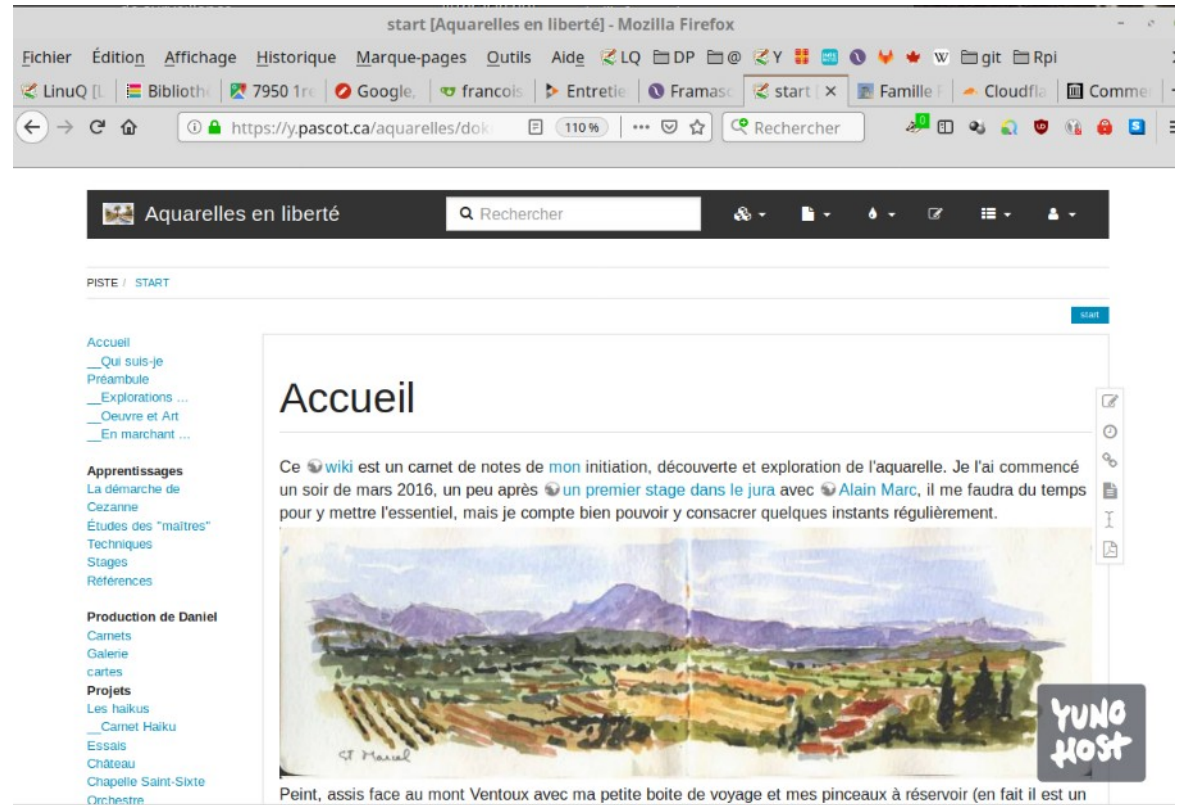 start [Aquarelles en liberté] - Mozilla Firefox
Fichier Édition Affichage Historique Marque-pages Outils Aide LQ DP @ Y git Rpi
LinuQ [L Biblioth 7950 1re Google, francois Entretie Framaso start [ Famille F Cloudfla Comme
https://y.pascot.ca/aquarelles/dok 110 % Rechercher
Aquarelles en liberté Rechercher
PISTE / START
start
Accueil
__Qui suis-je
Préambule
__Explorations ...
__Oeuvre et Art
__En marchant ...
Apprentissages
La démarche de
Cezanne
Études des "maîtres"
Techniques
Stages
Références
Production de Daniel
Carnets
Galerie
cartes
Projets
Les haikus
__Carnet Haiku
Essais
Château
Chapelle Saint-Sixte
Orchestre
Accueil
Ce wiki est un carnet de notes de mon initiation, découverte et exploration de l'aquarelle. Je l'ai commencé
un soir de mars 2016, un peu après un premier stage dans le jura avec Alain Marc, il me faudra du temps
pour y mettre l'essentiel, mais je compte bien pouvoir y consacrer quelques instants régulièrement.
St Marcel
YUNO
HOST
Peint, assis face au mont Ventoux avec ma petite boite de voyage et mes pinceaux à réservoir (en fait il est un